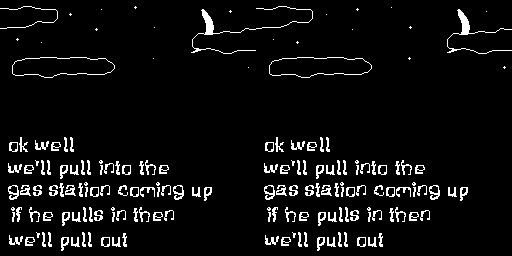 ok well
we'll pull into the
gas station coming up
if he pulls in then
we'll pull out
ok well
we'll pull into the
gas station coming up
if he pulls in then
we'll pull out